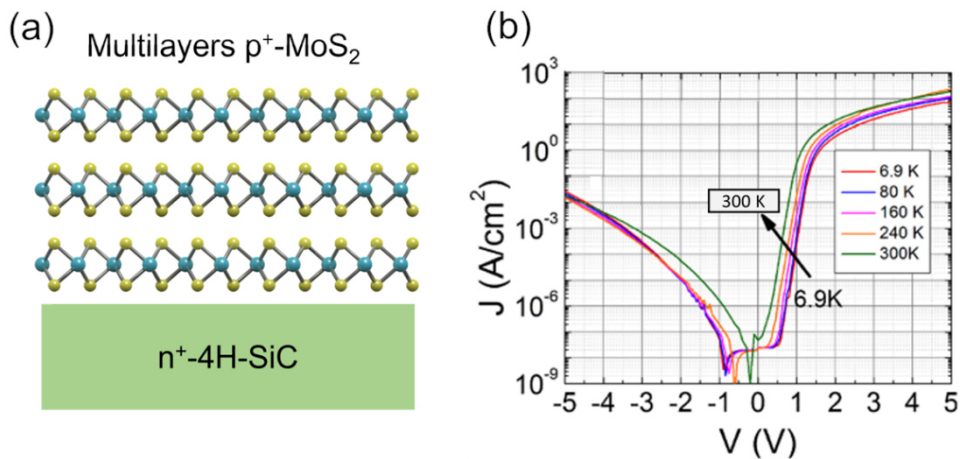 (a)
Multilayers p⁺-MoS₂
n⁺-4H-SiC
(b)
J (A/cm²)
10³
10⁰
10⁻³
10⁻⁶
10⁻⁹
6.9 K
80 K
160 K
240 K
300K
300 K
6.9K
-5 -4 -3 -2 -1 0 1 2 3 4 5
V (V)